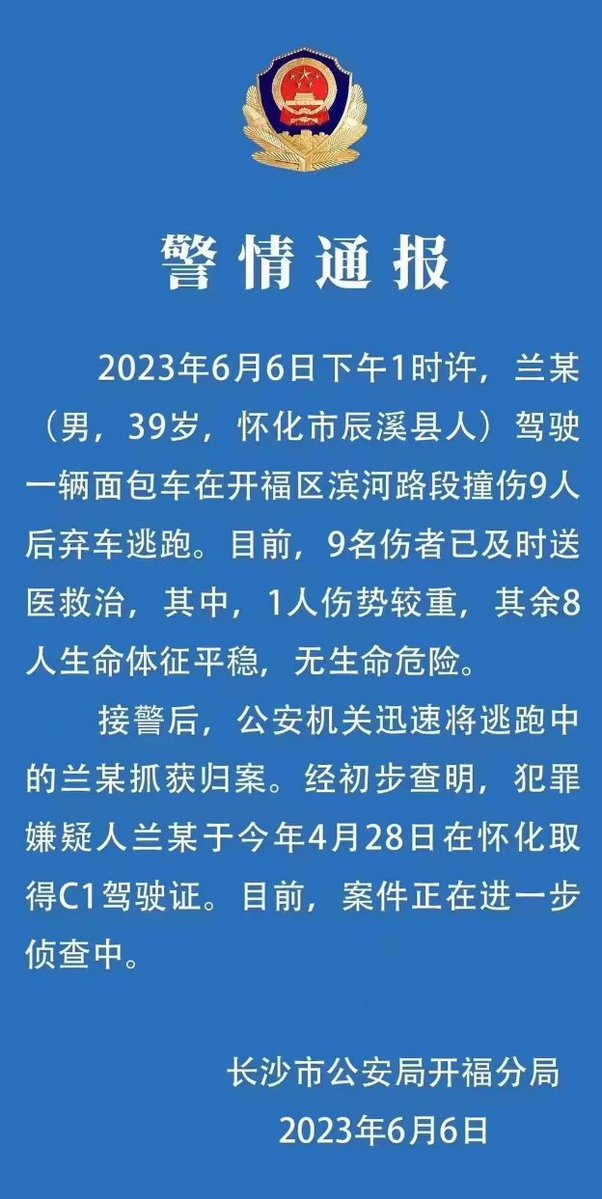 警情通报
2023年6月6日下午1时许，兰某
（男，39岁，怀化市辰溪县人）驾驶
一辆面包车在开福区滨河路段撞伤9人
后弃车逃跑。目前，9名伤者已及时送
医救治，其中，1人伤势较重，其余8
人生命体征平稳，无生命危险。
接警后，公安机关迅速将逃跑中
的兰某抓获归案。经初步查明，犯罪
嫌疑人兰某于今年4月28日在怀化取
得C1驾驶证。目前，案件正在进一步
侦查中。
长沙市公安局开福分局
2023年6月6日